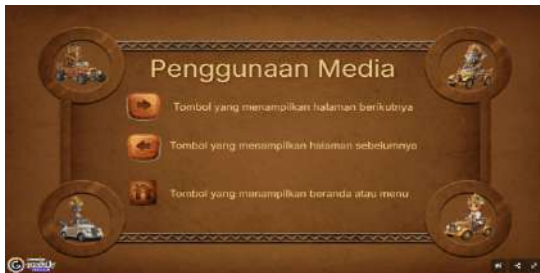 Penggunaan Media
Tombol yang menampilkan halaman berikutnya
Tombol yang menampilkan halaman sebelumnya
Tombol yang menampilkan beranda atau menu